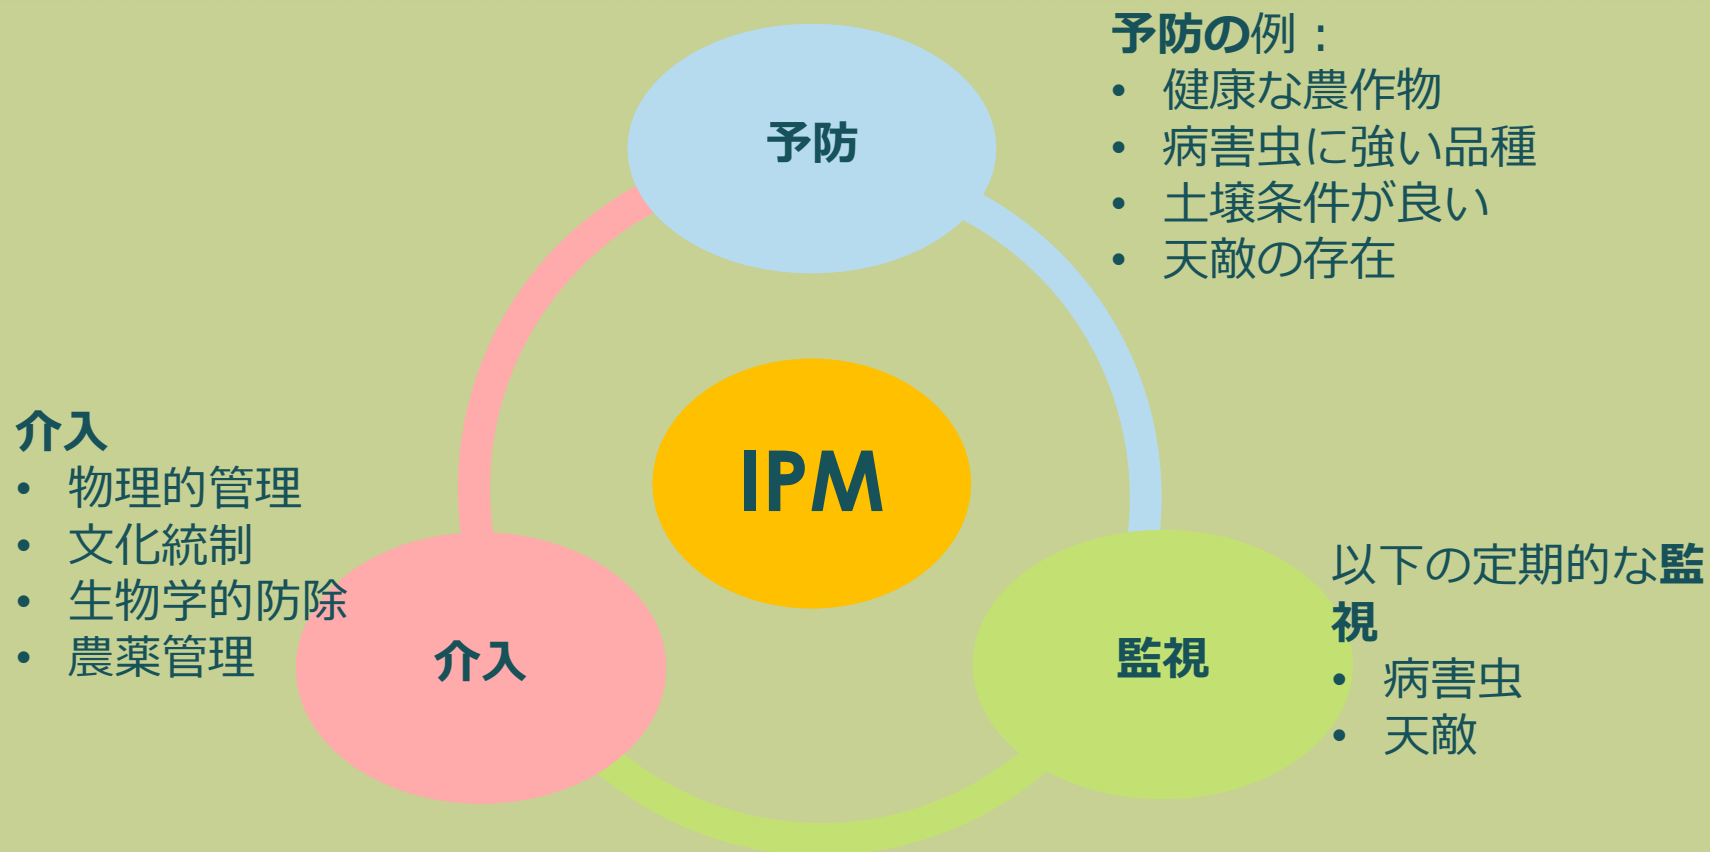 予防の例：
• 健康な農作物
• 病害虫に強い品種
• 土壌条件が良い
• 天敵の存在
予防
IPM
介入
• 物理的管理
• 文化統制
• 生物学的防除
• 農薬管理
介入
監視
以下の定期的な監
視
• 病害虫
• 天敵